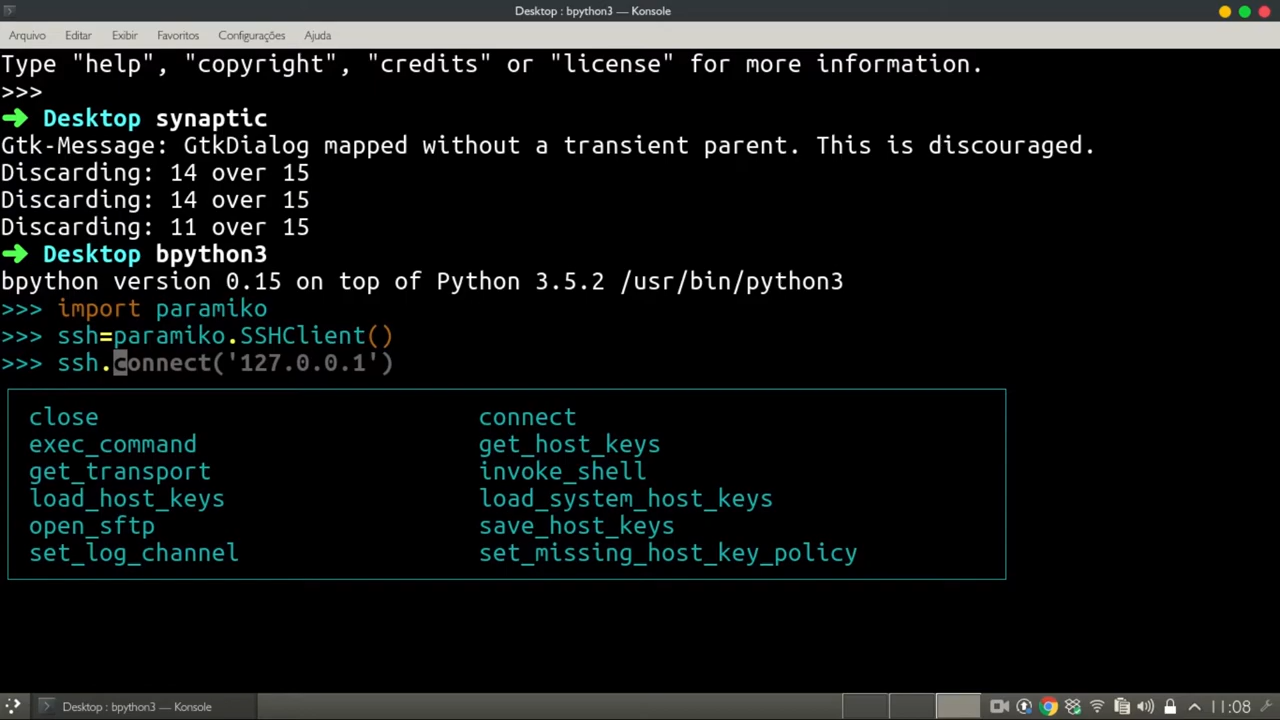 Desktop : bpython3 — Konsole
Arquivo Editar Exibir Favoritos Configurações Ajuda
Type "help", "copyright", "credits" or "license" for more information.
>>>
➜ Desktop synaptic
Gtk-Message: GtkDialog mapped without a transient parent. This is discouraged.
Discarding: 14 over 15
Discarding: 14 over 15
Discarding: 11 over 15
➜ Desktop bpython3
bpython version 0.15 on top of Python 3.5.2 /usr/bin/python3
>>> import paramiko
>>> ssh=paramiko.SSHClient()
>>> ssh.connect('127.0.0.1')
close connect
exec_command get_host_keys
get_transport invoke_shell
load_host_keys load_system_host_keys
open_sftp save_host_keys
set_log_channel set_missing_host_key_policy
Desktop : bpython3 — Konsole 11:08